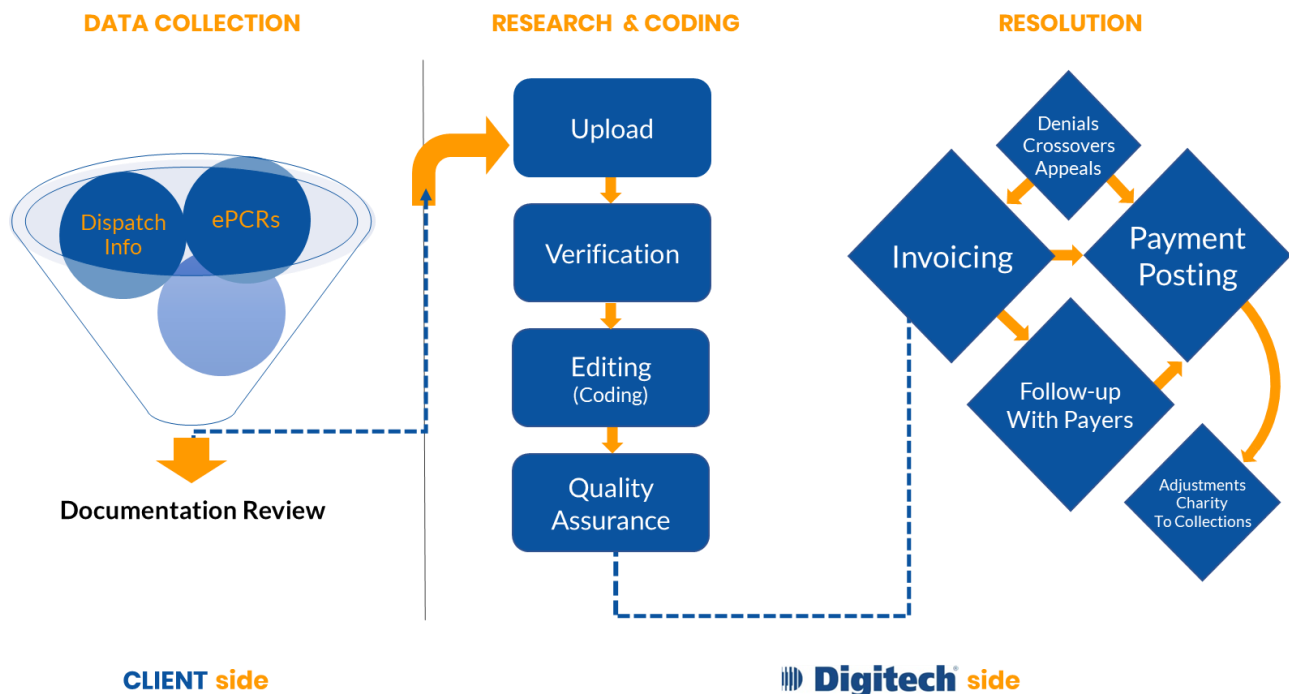 DATA COLLECTION
RESEARCH & CODING
RESOLUTION
Dispatch
Info
ePCRs
Documentation Review
Upload
Verification
Editing
(Coding)
Quality
Assurance
Denials
Crossovers
Appeals
Invoicing
Payment
Posting
Follow-up
With Payers
Adjustments
Charity
To Collections
CLIENT side
Digitech® side